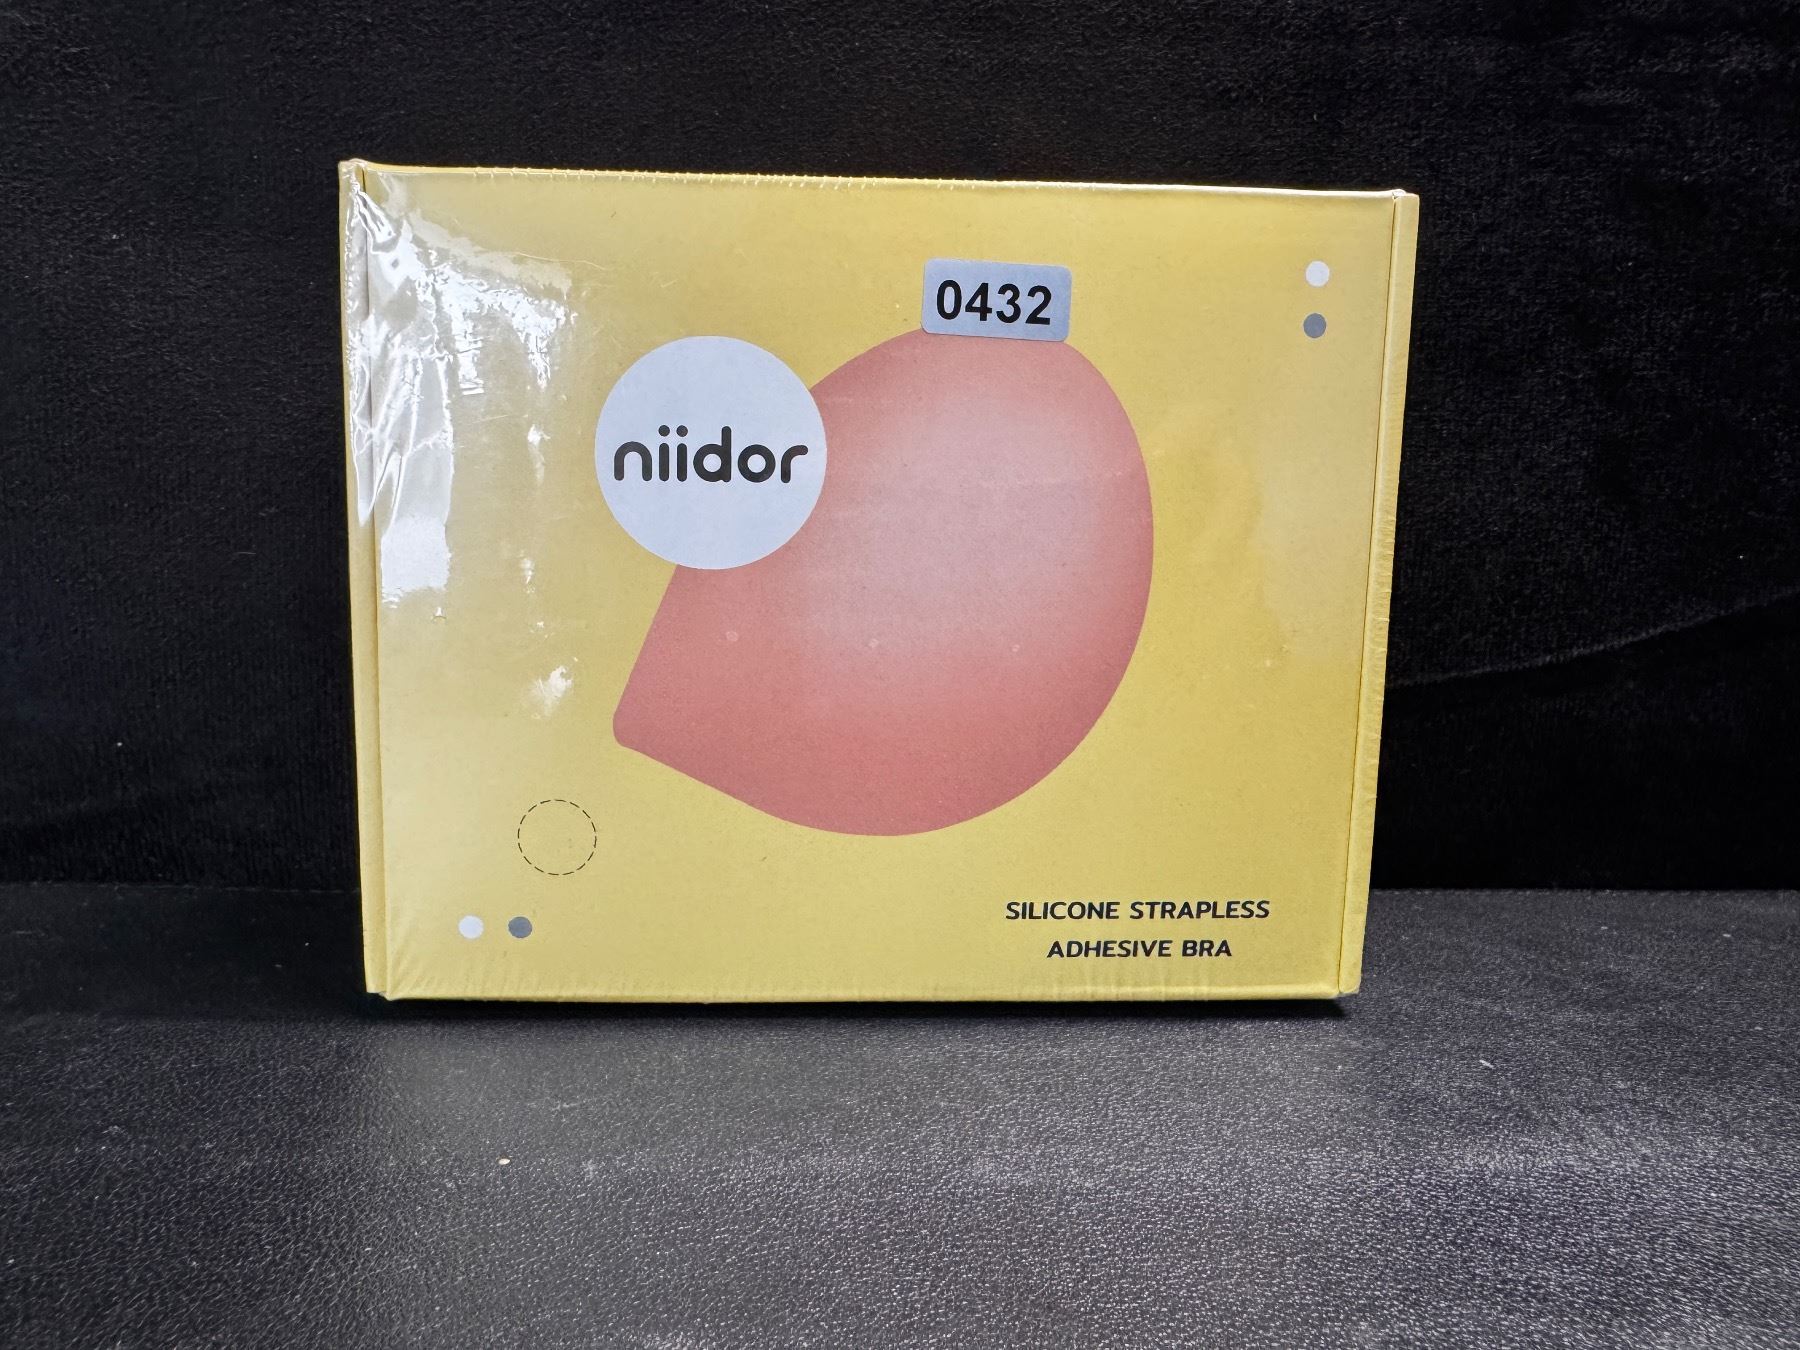 0432
niidor
SILICONE STRAPLESS
ADHESIVE BRA